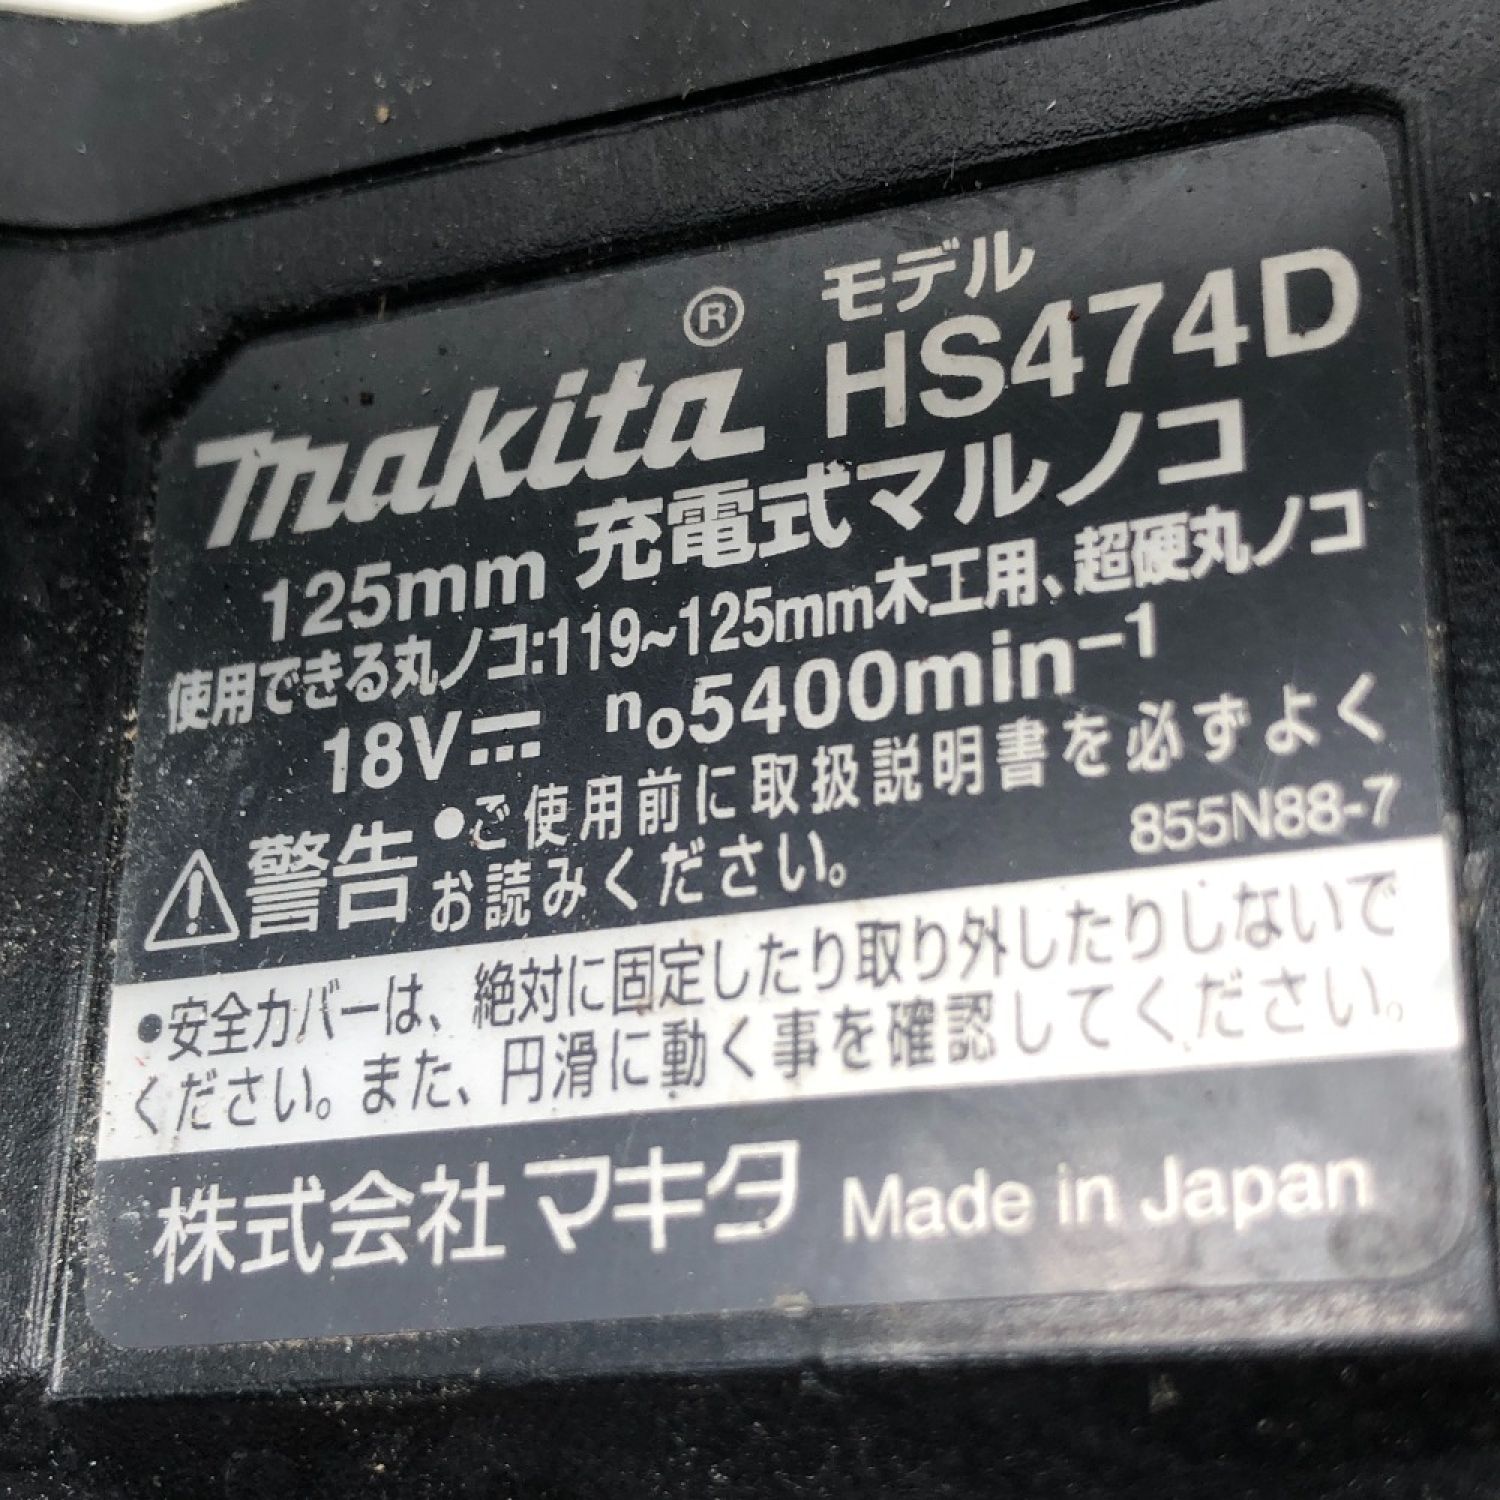 makita® モデル HS474D
125mm 充電式マルノコ
使用できる丸ノコ:119~125mm木工用、超硬丸ノコ
18V⎓ no5400min-1
⚠警告 •ご使用前に取扱説明書を必ずよく
お読みください。 855N88-7
•安全カバーは、絶対に固定したり取り外したりしないで
ください。また、円滑に動く事を確認してください。
株式会社マキタ Made in Japan